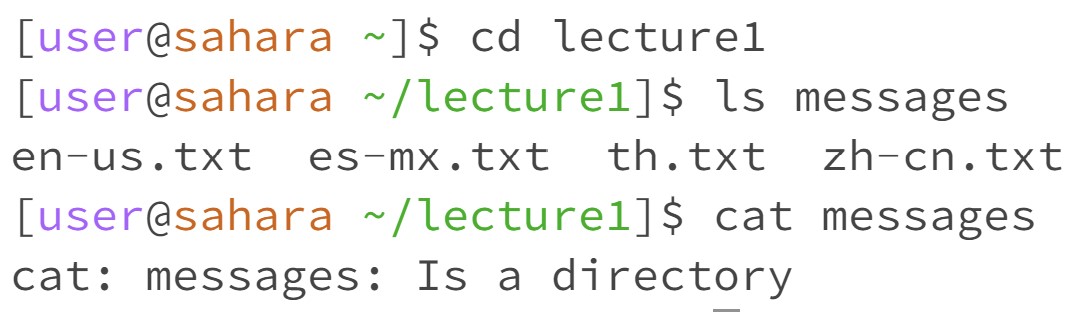 [user@sahara ~]$ cd lecture1
[user@sahara ~/lecture1]$ ls messages
en-us.txt  es-mx.txt  th.txt  zh-cn.txt
[user@sahara ~/lecture1]$ cat messages
cat: messages: Is a directory